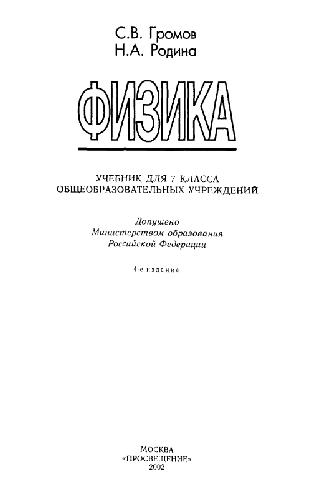 С.В. Громов
Н.А. Родина
ФИЗИКА
УЧЕБНИК ДЛЯ 7 КЛАССА
ОБЩЕОБРАЗОВАТЕЛЬНЫХ УЧРЕЖДЕНИЙ
Допущено
Министерством образования
Российской Федерации
4-е издание
МОСКВА
«ПРОСВЕЩЕНИЕ»
2002